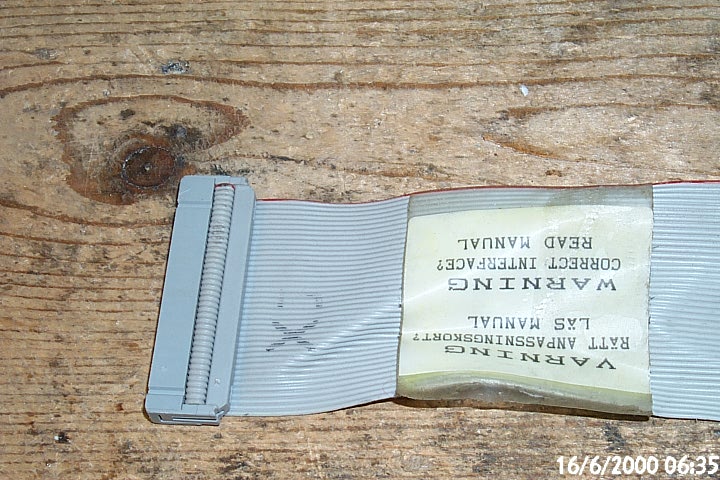 VARNING
RÄTT ANPASSNINGSKORT?
LÄS MANUAL
WARNING
CORRECT INTERFACE?
READ MANUAL
16/6/2000 06:35